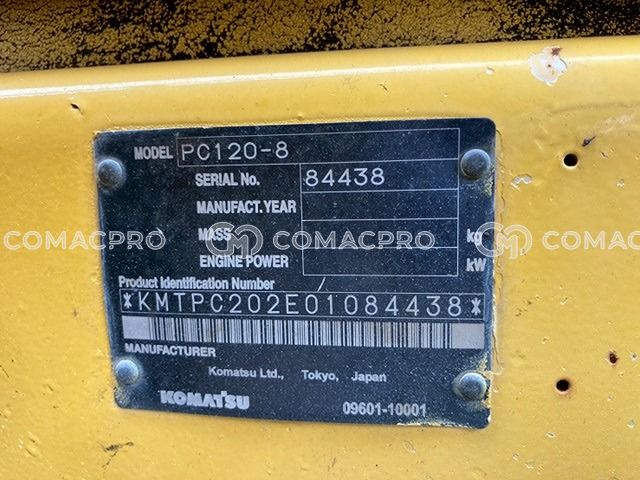 MODEL PC120-8
SERIAL No. 84438
MANUFACT.YEAR
MASS kg
COMACPRO COMACPRO COMACPRO
ENGINE POWER kW
Product Identification Number
*KMTPC202E01084438*
MANUFACTURER
Komatsu Ltd., Tokyo, Japan
KOMATSU 09601-10001